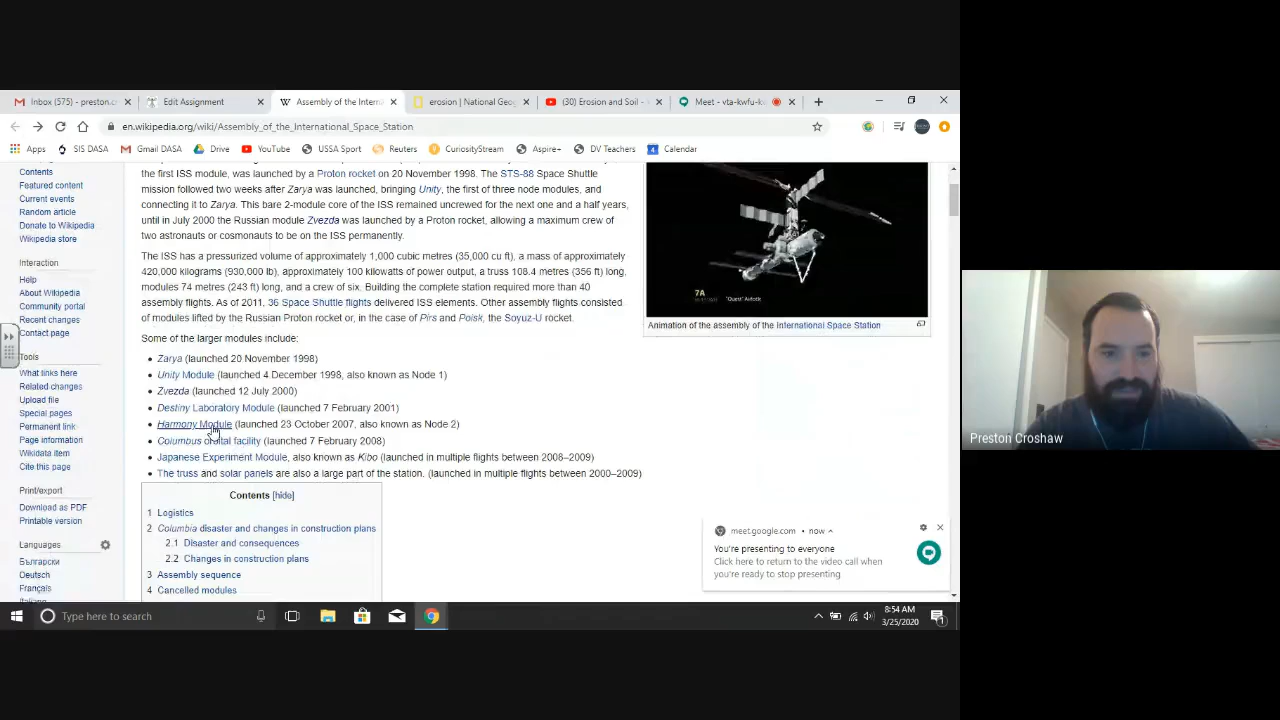 Inbox (575) - preston.cr
Edit Assignment
Assembly of the Interna
erosion | National Geog
(30) Erosion and Soil -
Meet - vta-kwfu-ku
en.wikipedia.org/wiki/Assembly_of_the_International_Space_Station
Apps
SIS DASA
Gmail DASA
Drive
YouTube
USSA Sport
Reuters
CuriosityStream
Aspire+
DV Teachers
Calendar
Contents
Featured content
Current events
Random article
Donate to Wikipedia
Wikipedia store
Interaction
Help
About Wikipedia
Community portal
Recent changes
Contact page
Tools
What links here
Related changes
Upload file
Special pages
Permanent link
Page information
Wikidata item
Cite this page
Print/export
Download as PDF
Printable version
Languages
Български
Deutsch
Français
Italiano
the first ISS module, was launched by a Proton rocket on 20 November 1998. The STS-88 Space Shuttle
mission followed two weeks after Zarya was launched, bringing Unity, the first of three node modules, and
connecting it to Zarya. This bare 2-module core of the ISS remained uncrewed for the next one and a half years,
until in July 2000 the Russian module Zvezda was launched by a Proton rocket, allowing a maximum crew of
two astronauts or cosmonauts to be on the ISS permanently.
The ISS has a pressurized volume of approximately 1,000 cubic metres (35,000 cu ft), a mass of approximately
420,000 kilograms (930,000 lb), approximately 100 kilowatts of power output, a truss 108.4 metres (356 ft) long,
modules 74 metres (243 ft) long, and a crew of six. Building the complete station required more than 40
assembly flights. As of 2011, 36 Space Shuttle flights delivered ISS elements. Other assembly flights consisted
of modules lifted by the Russian Proton rocket or, in the case of Pirs and Poisk, the Soyuz-U rocket.
Some of the larger modules include:
• Zarya (launched 20 November 1998)
• Unity Module (launched 4 December 1998, also known as Node 1)
• Zvezda (launched 12 July 2000)
• Destiny Laboratory Module (launched 7 February 2001)
• Harmony Module (launched 23 October 2007, also known as Node 2)
• Columbus orbital facility (launched 7 February 2008)
• Japanese Experiment Module, also known as Kibo (launched in multiple flights between 2008–2009)
• The truss and solar panels are also a large part of the station. (launched in multiple flights between 2000–2009)
Contents [hide]
1 Logistics
2 Columbia disaster and changes in construction plans
2.1 Disaster and consequences
2.2 Changes in construction plans
3 Assembly sequence
4 Cancelled modules
7A
"Quest" Airlock
Animation of the assembly of the International Space Station
meet.google.com • now
You're presenting to everyone
Click here to return to the video call when
you're ready to stop presenting.
Type here to search
8:54 AM
3/25/2020
1
Preston Croshaw